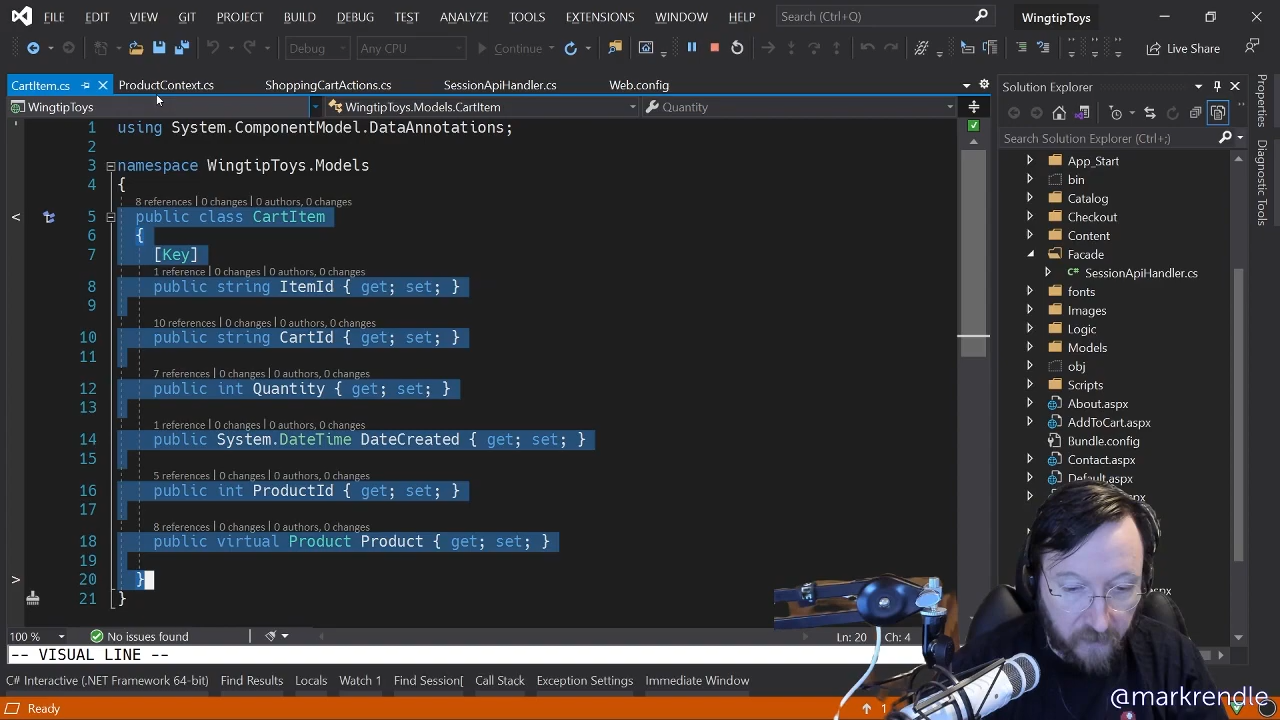 FILE EDIT VIEW GIT PROJECT BUILD DEBUG TEST ANALYZE TOOLS EXTENSIONS WINDOW HELP Search (Ctrl+Q) WingtipToys
Debug Any CPU Continue Live Share
CartItem.cs ProductContext.cs ShoppingCartActions.cs SessionApiHandler.cs Web.config
WingtipToys WingtipToys.Models.CartItem Quantity
1 using System.ComponentModel.DataAnnotations;
2
3 namespace WingtipToys.Models
4 {
8 references | 0 changes | 0 authors, 0 changes
5 public class CartItem
6 {
7 [Key]
1 reference | 0 changes | 0 authors, 0 changes
8 public string ItemId { get; set; }
9
10 references | 0 changes | 0 authors, 0 changes
10 public string CartId { get; set; }
11
7 references | 0 changes | 0 authors, 0 changes
12 public int Quantity { get; set; }
13
1 reference | 0 changes | 0 authors, 0 changes
14 public System.DateTime DateCreated { get; set; }
15
5 references | 0 changes | 0 authors, 0 changes
16 public int ProductId { get; set; }
17
8 references | 0 changes | 0 authors, 0 changes
18 public virtual Product Product { get; set; }
19
20 }
21 }
100 % No issues found Ln: 20 Ch: 4
-- VISUAL LINE --
C# Interactive (.NET Framework 64-bit) Find Results Locals Watch 1 Find Session[ Call Stack Exception Settings Immediate Window
Ready 1
Solution Explorer
Search Solution Explorer (Ctrl+;)
App_Start
bin
Catalog
Checkout
Content
Facade
C# SessionApiHandler.cs
fonts
Images
Logic
Models
obj
Scripts
About.aspx
AddToCart.aspx
Bundle.config
Contact.aspx
Default.aspx
Properties
Diagnostic Tools
@markrendle